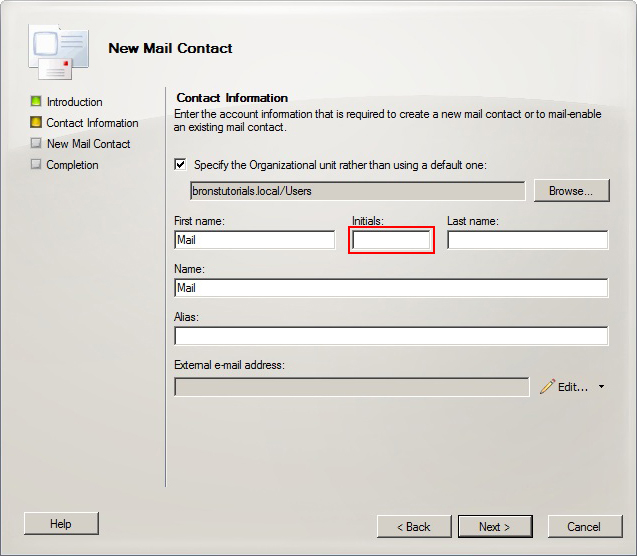 New Mail Contact
Introduction
Contact Information
New Mail Contact
Completion
Contact Information
Enter the account information that is required to create a new mail contact or to mail-enable
an existing mail contact.
Specify the Organizational unit rather than using a default one:
bronstutorials.local/Users
Browse...
First name: Initials: Last name:
Mail
Name:
Mail
Alias:
External e-mail address:
Edit...
Help
< Back Next > Cancel